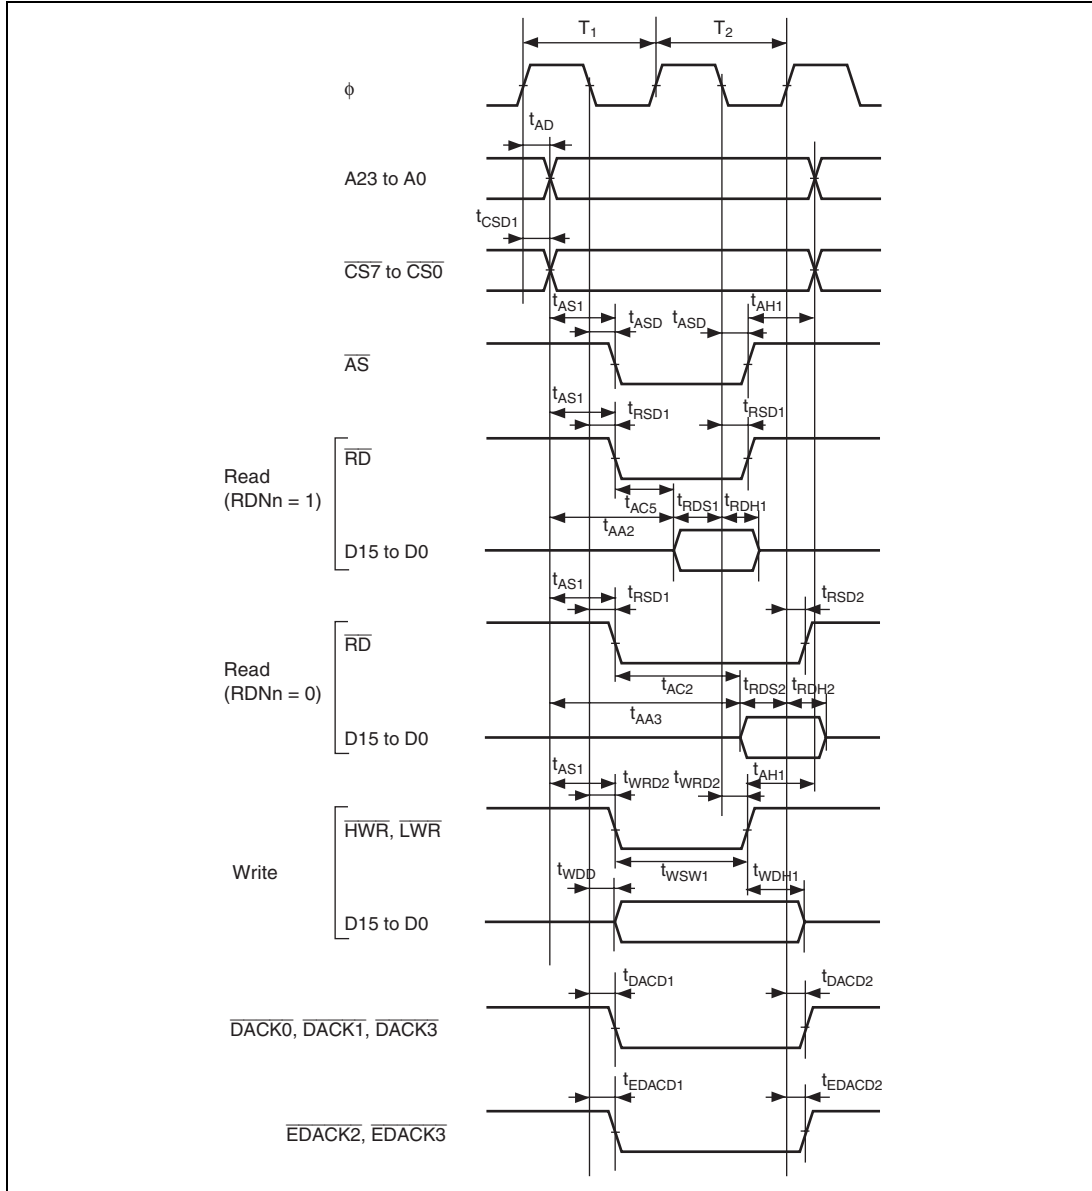 T1 T2
φ
tAD
A23 to A0
tCSD1
CS7 to CS0
tAS1 tASD tASD tAH1
AS
tAS1 tRSD1 tRSD1
RD
Read
(RDNn = 1)
tAC5 tRDS1 tRDH1
tAA2
D15 to D0
tAS1 tRSD1 tRSD2
RD
Read
(RDNn = 0)
tAC2 tRDS2 tRDH2
tAA3
D15 to D0
tAS1 tWRD2 tWRD2 tAH1
HWR, LWR
Write
tWDD tWSW1 tWDH1
D15 to D0
tDACD1 tDACD2
DACK0, DACK1, DACK3
tEDACD1 tEDACD2
EDACK2, EDACK3